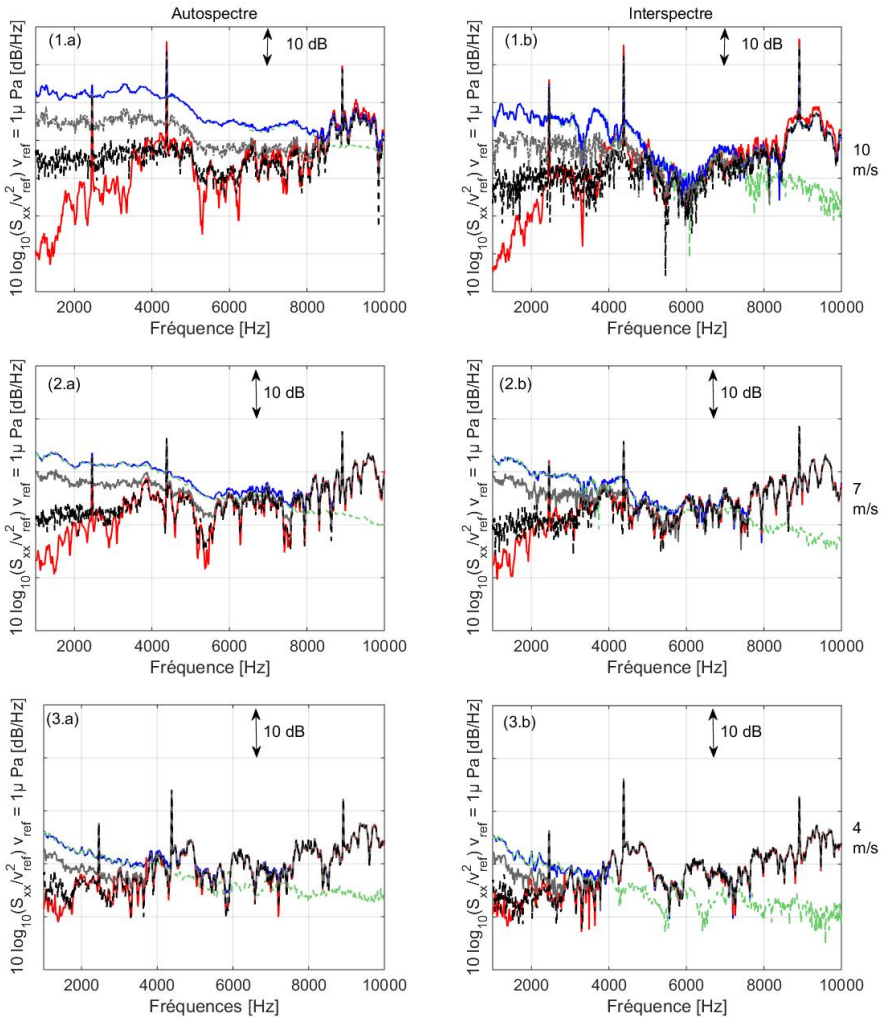 Autospectre
Interspectre
(1.a)
10 dB
10 log10(Sxx/v²ref) vref = 1µ Pa [dB/Hz]
2000 4000 6000 8000 10000
Fréquence [Hz]
(1.b)
10 dB
10 log10(Sxx/v²ref) vref = 1µ Pa [dB/Hz]
2000 4000 6000 8000 10000
Fréquence [Hz]
10
m/s
(2.a)
10 dB
10 log10(Sxx/v²ref) vref = 1µ Pa [dB/Hz]
2000 4000 6000 8000 10000
Fréquence [Hz]
(2.b)
10 dB
10 log10(Sxx/v²ref) vref = 1µ Pa [dB/Hz]
2000 4000 6000 8000 10000
Fréquence [Hz]
7
m/s
(3.a)
10 dB
10 log10(Sxx/v²ref) vref = 1µ Pa [dB/Hz]
2000 4000 6000 8000 10000
Fréquences [Hz]
(3.b)
10 dB
10 log10(Sxx/v²ref) vref = 1µ Pa [dB/Hz]
2000 4000 6000 8000 10000
Fréquence [Hz]
4
m/s